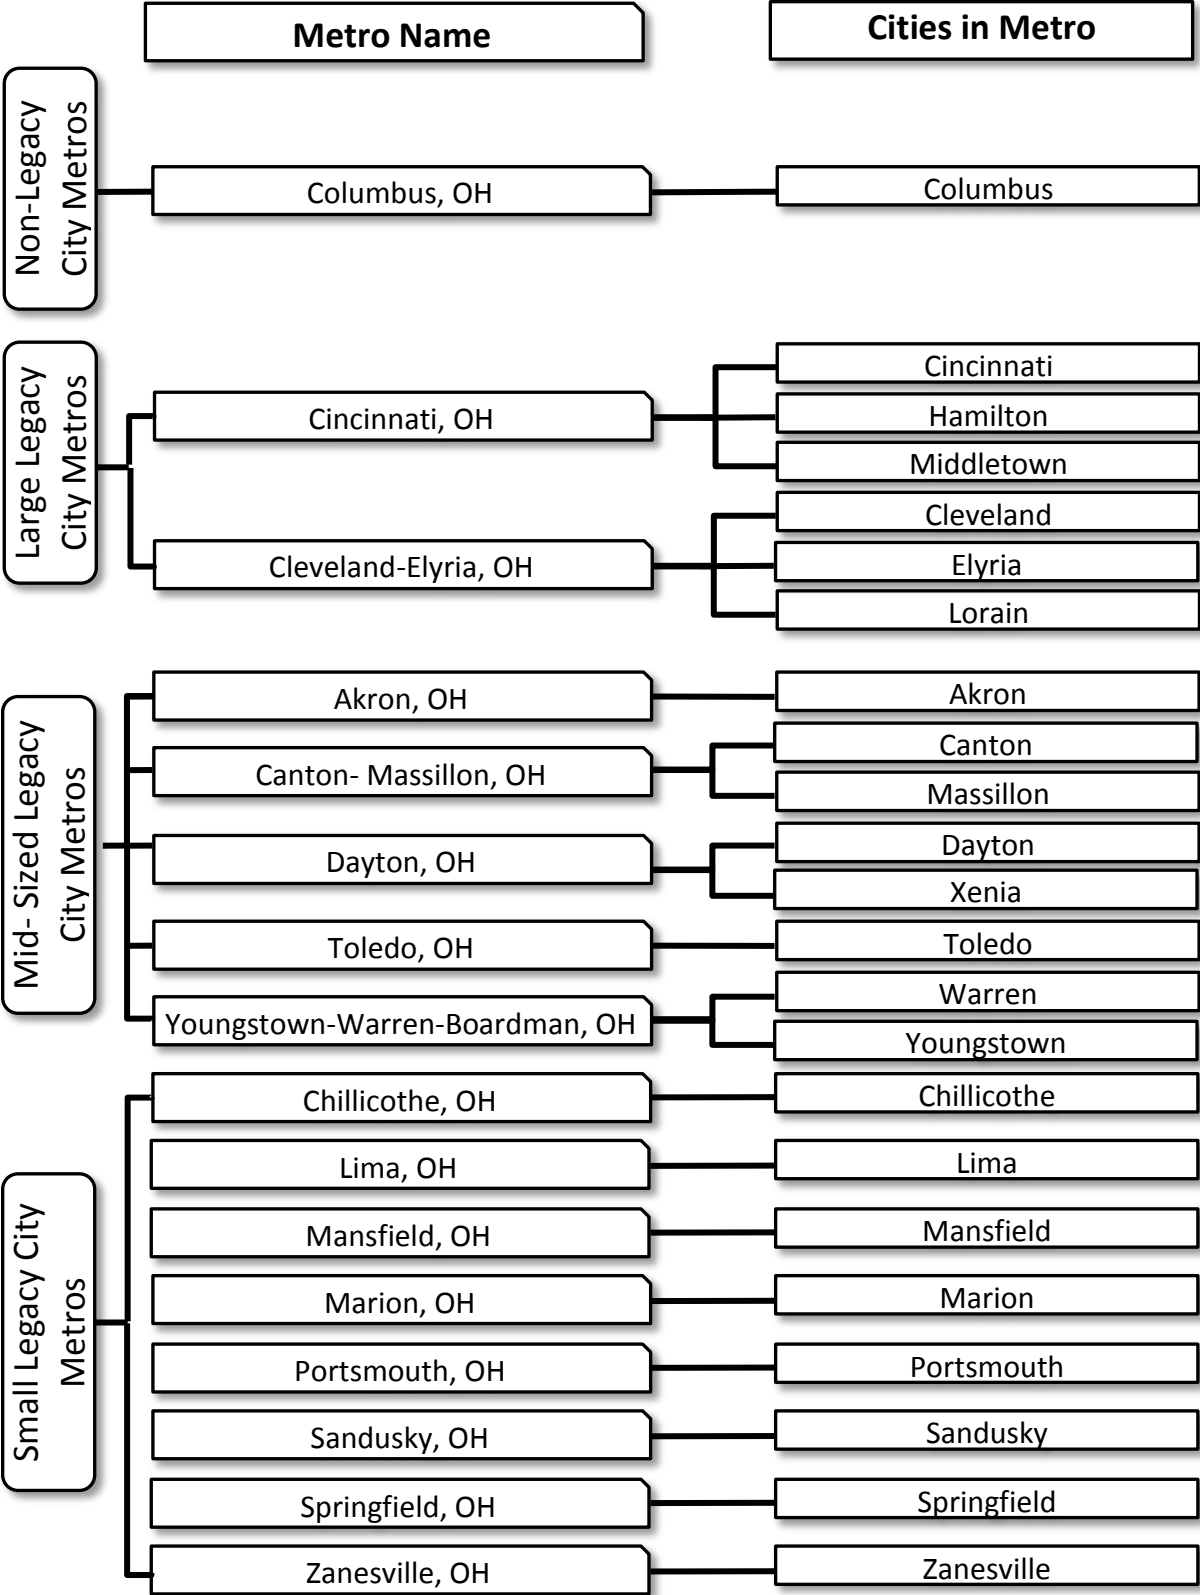 Metro Name
Cities in Metro
Non-Legacy
City Metros
Columbus, OH
Columbus
Large Legacy
City Metros
Cincinnati, OH
Cincinnati
Hamilton
Middletown
Cleveland-Elyria, OH
Cleveland
Elyria
Lorain
Mid- Sized Legacy
City Metros
Akron, OH
Akron
Canton- Massillon, OH
Canton
Massillon
Dayton, OH
Dayton
Xenia
Toledo, OH
Toledo
Youngstown-Warren-Boardman, OH
Warren
Youngstown
Small Legacy City
Metros
Chillicothe, OH
Chillicothe
Lima, OH
Lima
Mansfield, OH
Mansfield
Marion, OH
Marion
Portsmouth, OH
Portsmouth
Sandusky, OH
Sandusky
Springfield, OH
Springfield
Zanesville, OH
Zanesville